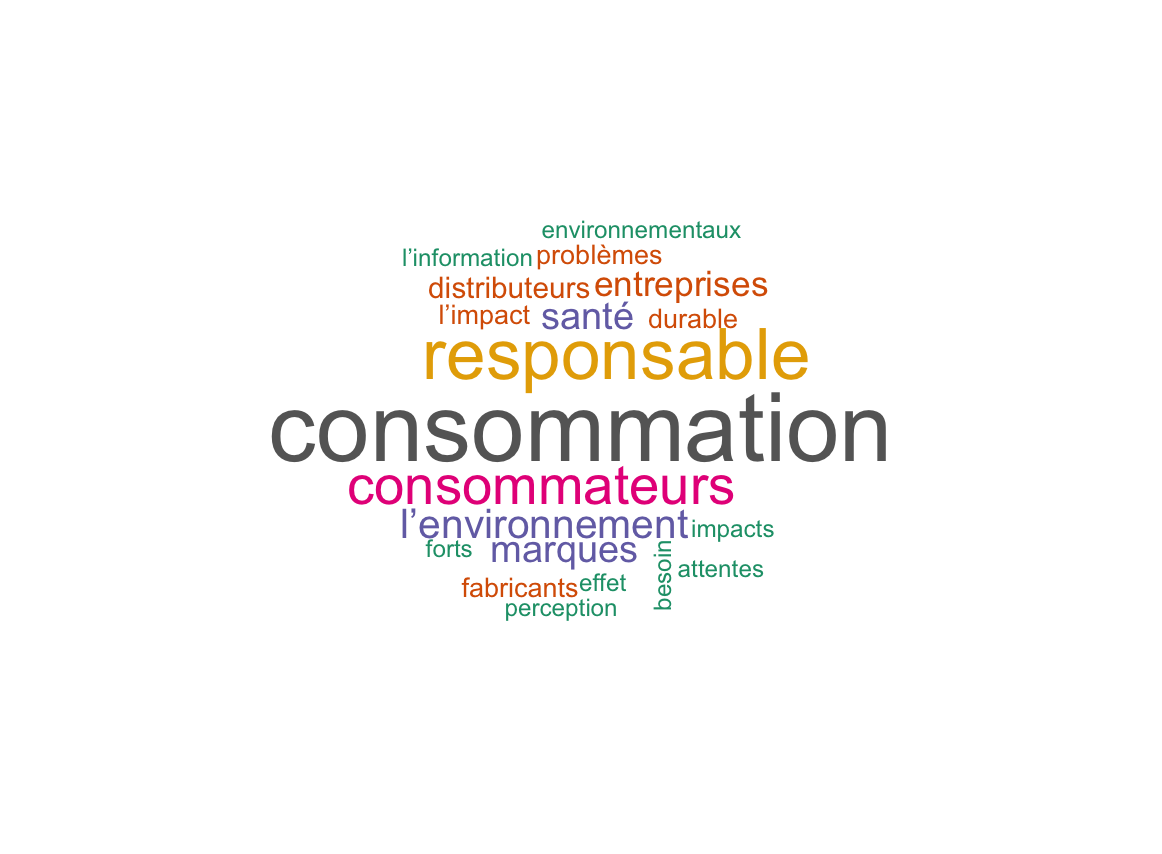 environnementaux
l’information problèmes
distributeurs entreprises
l’impact santé durable
responsable
consommation
consommateurs
l’environnement impacts
forts marques besoin attentes
fabricants effet
perception